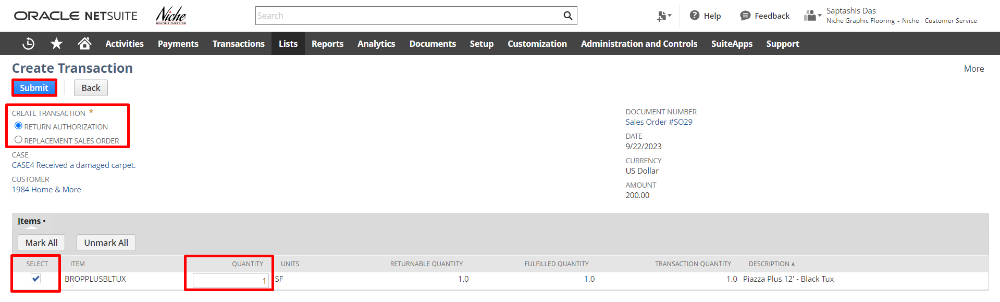 ORACLE NETSUITE
Niche
GRAPHIC FLOORING
Search
Help
Feedback
Saptashis Das
Niche Graphic Flooring - Niche - Customer Service
Activities Payments Transactions Lists Reports Analytics Documents Setup Customization Administration and Controls SuiteApps Support
Create Transaction
More
Submit
Back
CREATE TRANSACTION *
RETURN AUTHORIZATION
REPLACEMENT SALES ORDER
CASE
CASE4 Received a damaged carpet.
CUSTOMER
1984 Home & More
DOCUMENT NUMBER
Sales Order #SO29
DATE
9/22/2023
CURRENCY
US Dollar
AMOUNT
200.00
Items •
Mark All
Unmark All
SELECT ITEM QUANTITY UNITS RETURNABLE QUANTITY FULFILLED QUANTITY TRANSACTION QUANTITY DESCRIPTION ▲
BROPPLUSBLTUX 1 SF 1.0 1.0 1.0 Piazza Plus 12' - Black Tux